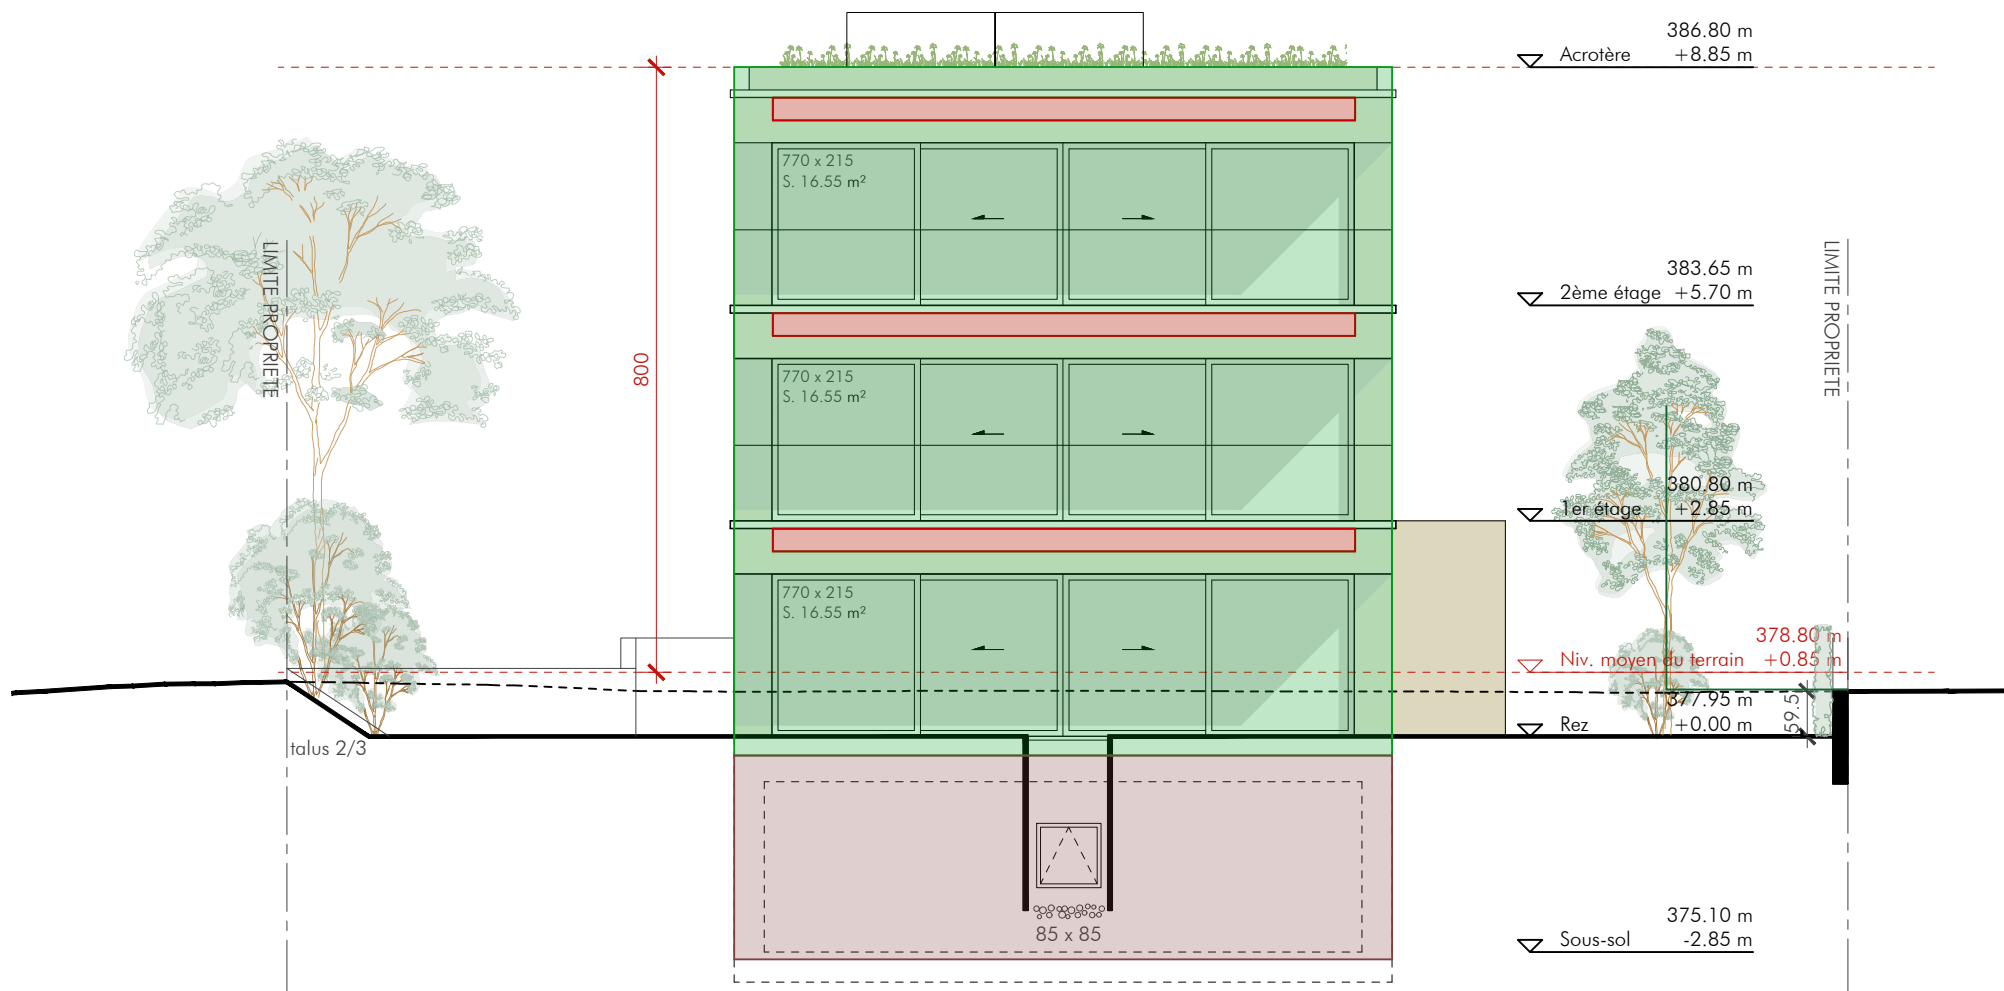 386.80 m
Acrotère +8.85 m
770 x 215
S. 16.55 m²
LIMITE PROPRIETE
LIMITE PROPRIETE
383.65 m
2ème étage +5.70 m
800
770 x 215
S. 16.55 m²
380.80 m
1er étage +2.85 m
770 x 215
S. 16.55 m²
378.80 m
Niv. moyen du terrain +0.85 m
377.95 m
Rez +0.00 m
59.5
talus 2/3
85 x 85
375.10 m
Sous-sol -2.85 m